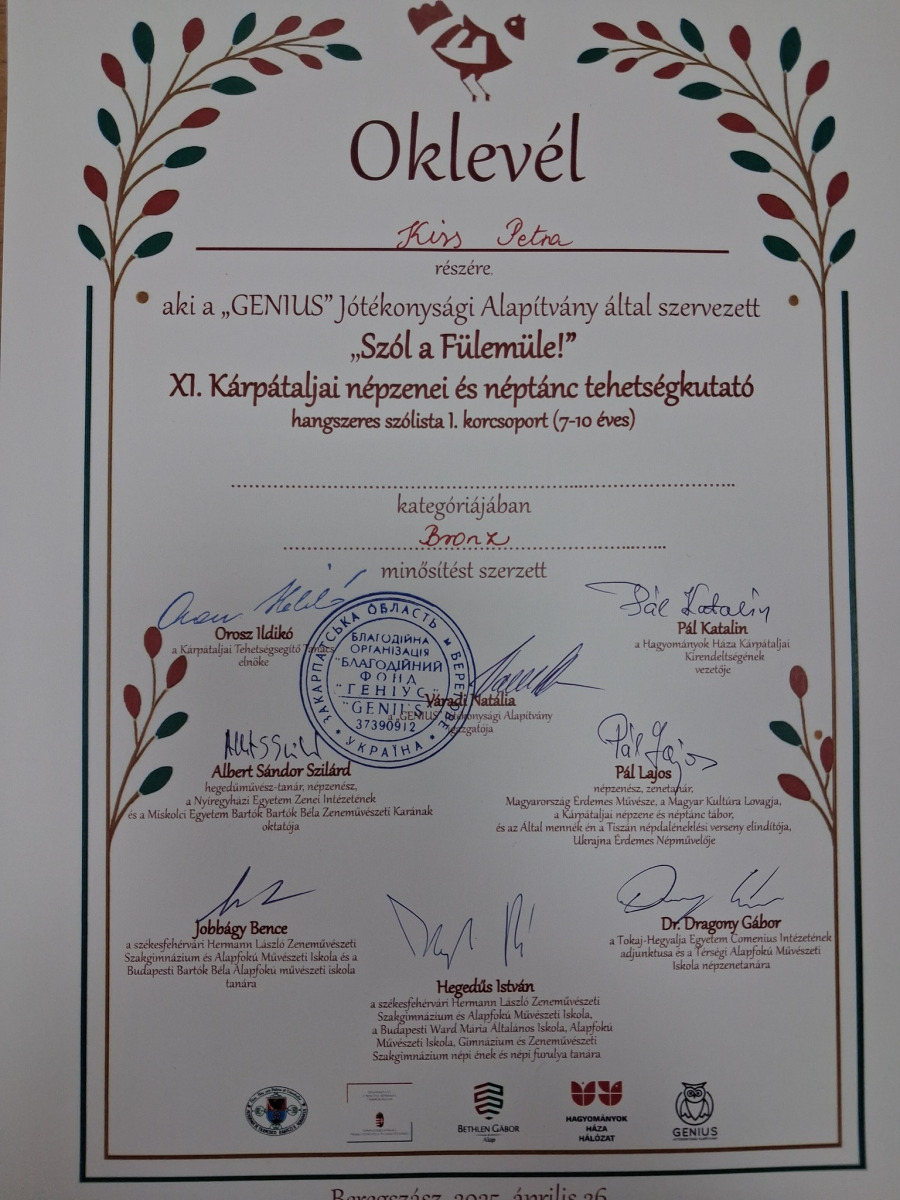 Oklevél
Kiss Petra
részére.
aki a „GENIUS” Jótékonysági Alapítvány által szervezett
„Szól a Fülemüle!”
XI. Kárpátaljai népzenei és néptánc tehetségkutató
hangszeres szólista I. korcsoport (7-10 éves)
kategóriájában
Bronz
minősítést szerzett
Orosz Ildikó
a Kárpátaljai Tehetségsegítő Tanács
elnöke
Pál Katalin
Pál Katalin
a Hagyományok Háza Kárpátaljai
Kirendeltségének
vezetője
ЗАКАРПАТСЬКА ОБЛАСТЬ
УКРАЇНА
БЛАГОДІЙНА
ОРГАНІЗАЦІЯ
"БЛАГОДІЙНИЙ
ФОНД
"ГЕНІУС"
"GENIUS"
37390912
Váradi Natália
a „GENIUS” Jótékonysági Alapítvány
igazgatója
Albert Sándor Szilárd
hegedűművész-tanár, népzenész,
a Nyíregyházi Egyetem Zenei Intézetének
és a Miskolci Egyetem Bartók Bartók Béla Zeneművészeti Karának
oktatója
Pál Lajos
Pál Lajos
népzenész, zenetanár,
Magyarország Érdemes Művésze, a Magyar Kultúra Lovagja,
a Kárpátaljai népzene és néptánc tábor,
és az Által mennék én a Tiszán népdaléneklési verseny elindítója,
Ukrajna Érdemes Népművelője
Jobbágy Bence
a székesfehérvári Hermann László Zeneművészeti
Szakgimnázium és Alapfokú Művészeti Iskola és a
Budapesti Bartók Béla Alapfokú művészeti iskola
tanára
Dr. Dragony Gábor
a Tokaj-Hegyalja Egyetem Comenius Intézetének
adjunktusa és a Térségi Alapfokú Művészeti
Iskola népzenetanára
Hegedűs István
a székesfehérvári Hermann László Zeneművészeti
Szakgimnázium és Alapfokú Művészeti Iskola,
a Budapesti Ward Mária Általános Iskola, Alapfokú
Művészeti Iskola, Gimnázium és Zeneművészeti
Szakgimnázium népi ének és népi furulya tanára
BETHLEN GÁBOR
Alap
HAGYOMÁNYOK
HÁZA
HÁLÓZAT
GENIUS
Beregszász, 2025. április 26.